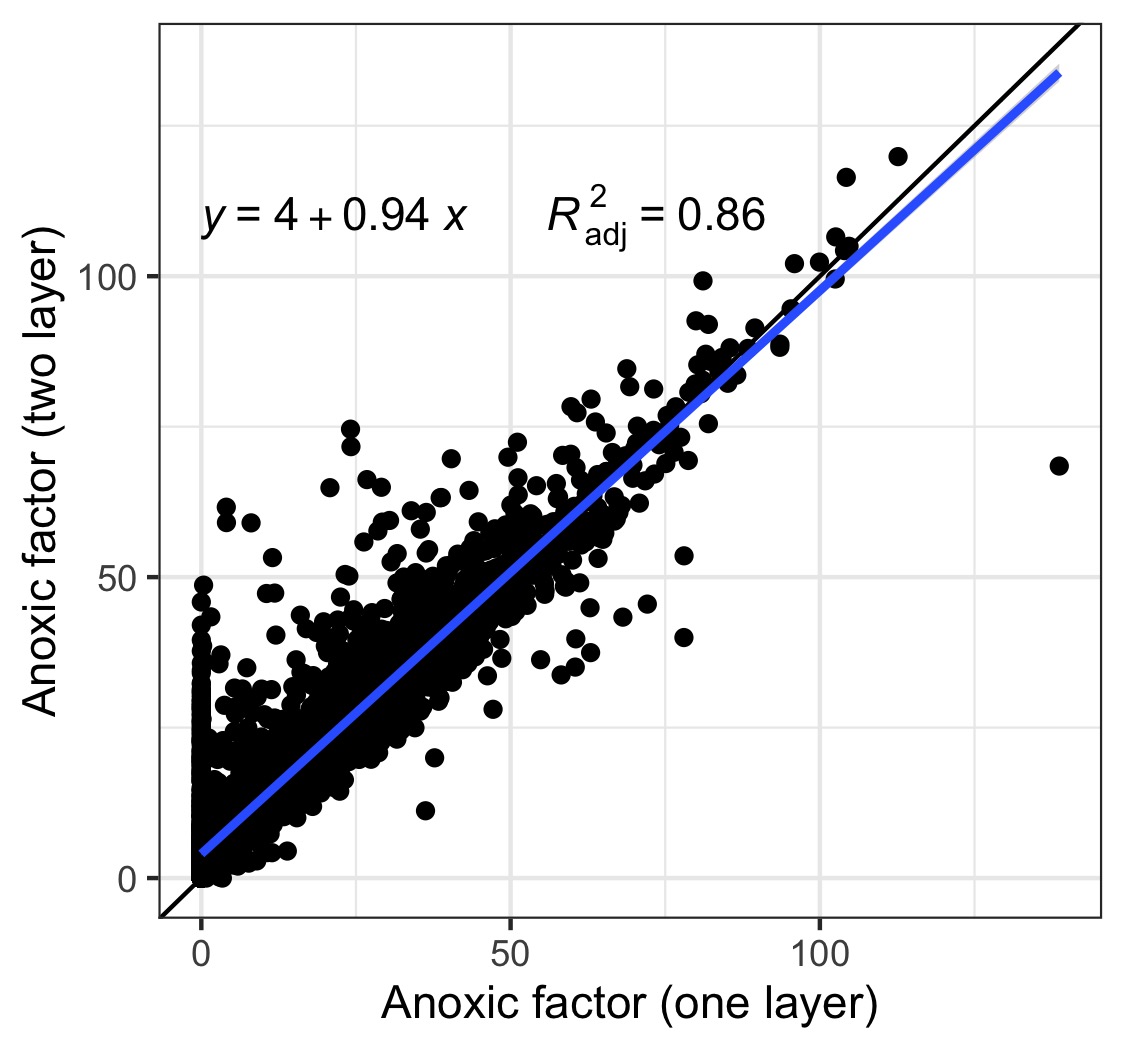 y = 4 + 0.94 x R²adj = 0.86
100
50
0
0 50 100
Anoxic factor (one layer)
Anoxic factor (two layer)